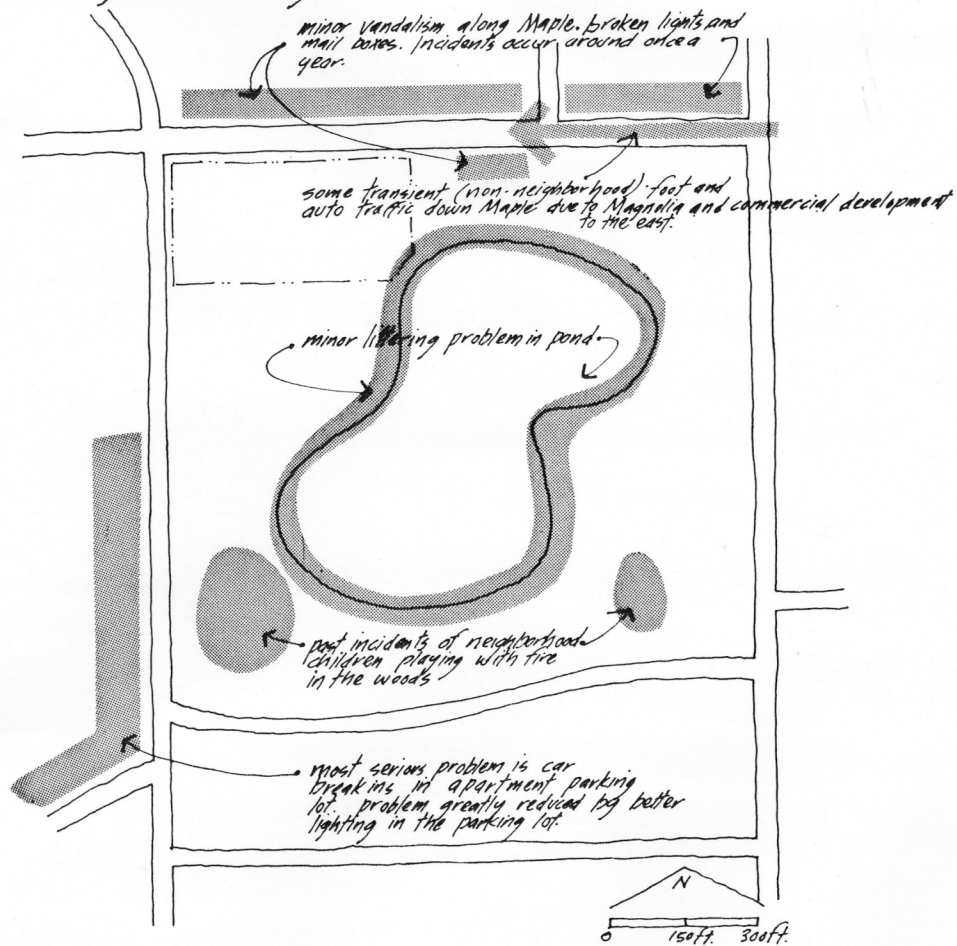 minor vandalism along Maple. broken lights and
mail boxes. Incidents occur around once a
year.
some transient (non-neighborhood) foot and
auto traffic down Maple due to Magnolia and commercial development
to the east.
minor littering problem in pond
past incidents of neighborhood
children playing with fire
in the woods
most serious problem is car
breakins in apartment parking
lot. problem greatly reduced by better
lighting in the parking lot.
N
0 150ft. 300ft.